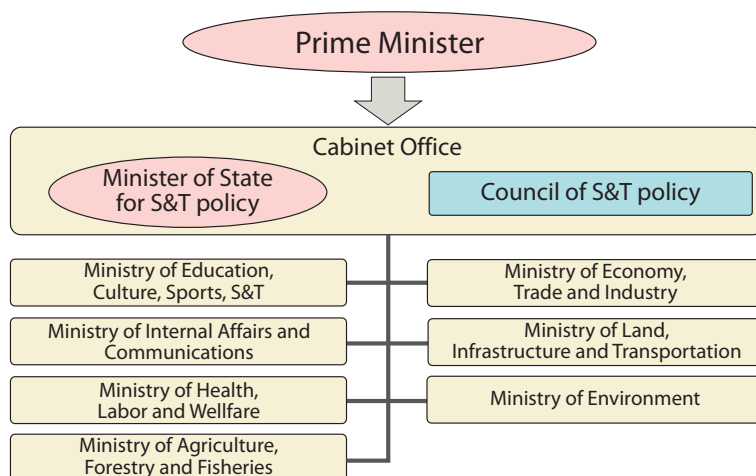 Prime Minister
Cabinet Office
Minister of State
for S&T policy
Council of S&T policy
Ministry of Education,
Culture, Sports, S&T
Ministry of Economy,
Trade and Industry
Ministry of Internal Affairs and
Communications
Ministry of Land,
Infrastructure and Transportation
Ministry of Health,
Labor and Wellfare
Ministry of Environment
Ministry of Agriculture,
Forestry and Fisheries